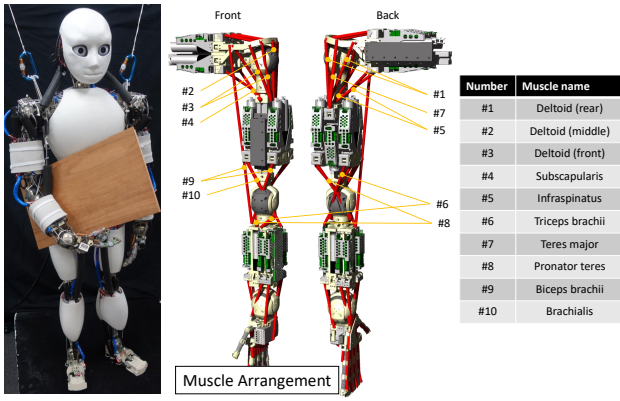 Front
Back
#2
#3
#4
#1
#7
#5
#9
#10
#6
#8
Muscle Arrangement
Number Muscle name
#1 Deltoid (rear)
#2 Deltoid (middle)
#3 Deltoid (front)
#4 Subscapularis
#5 Infraspinatus
#6 Triceps brachii
#7 Teres major
#8 Pronator teres
#9 Biceps brachii
#10 Brachialis